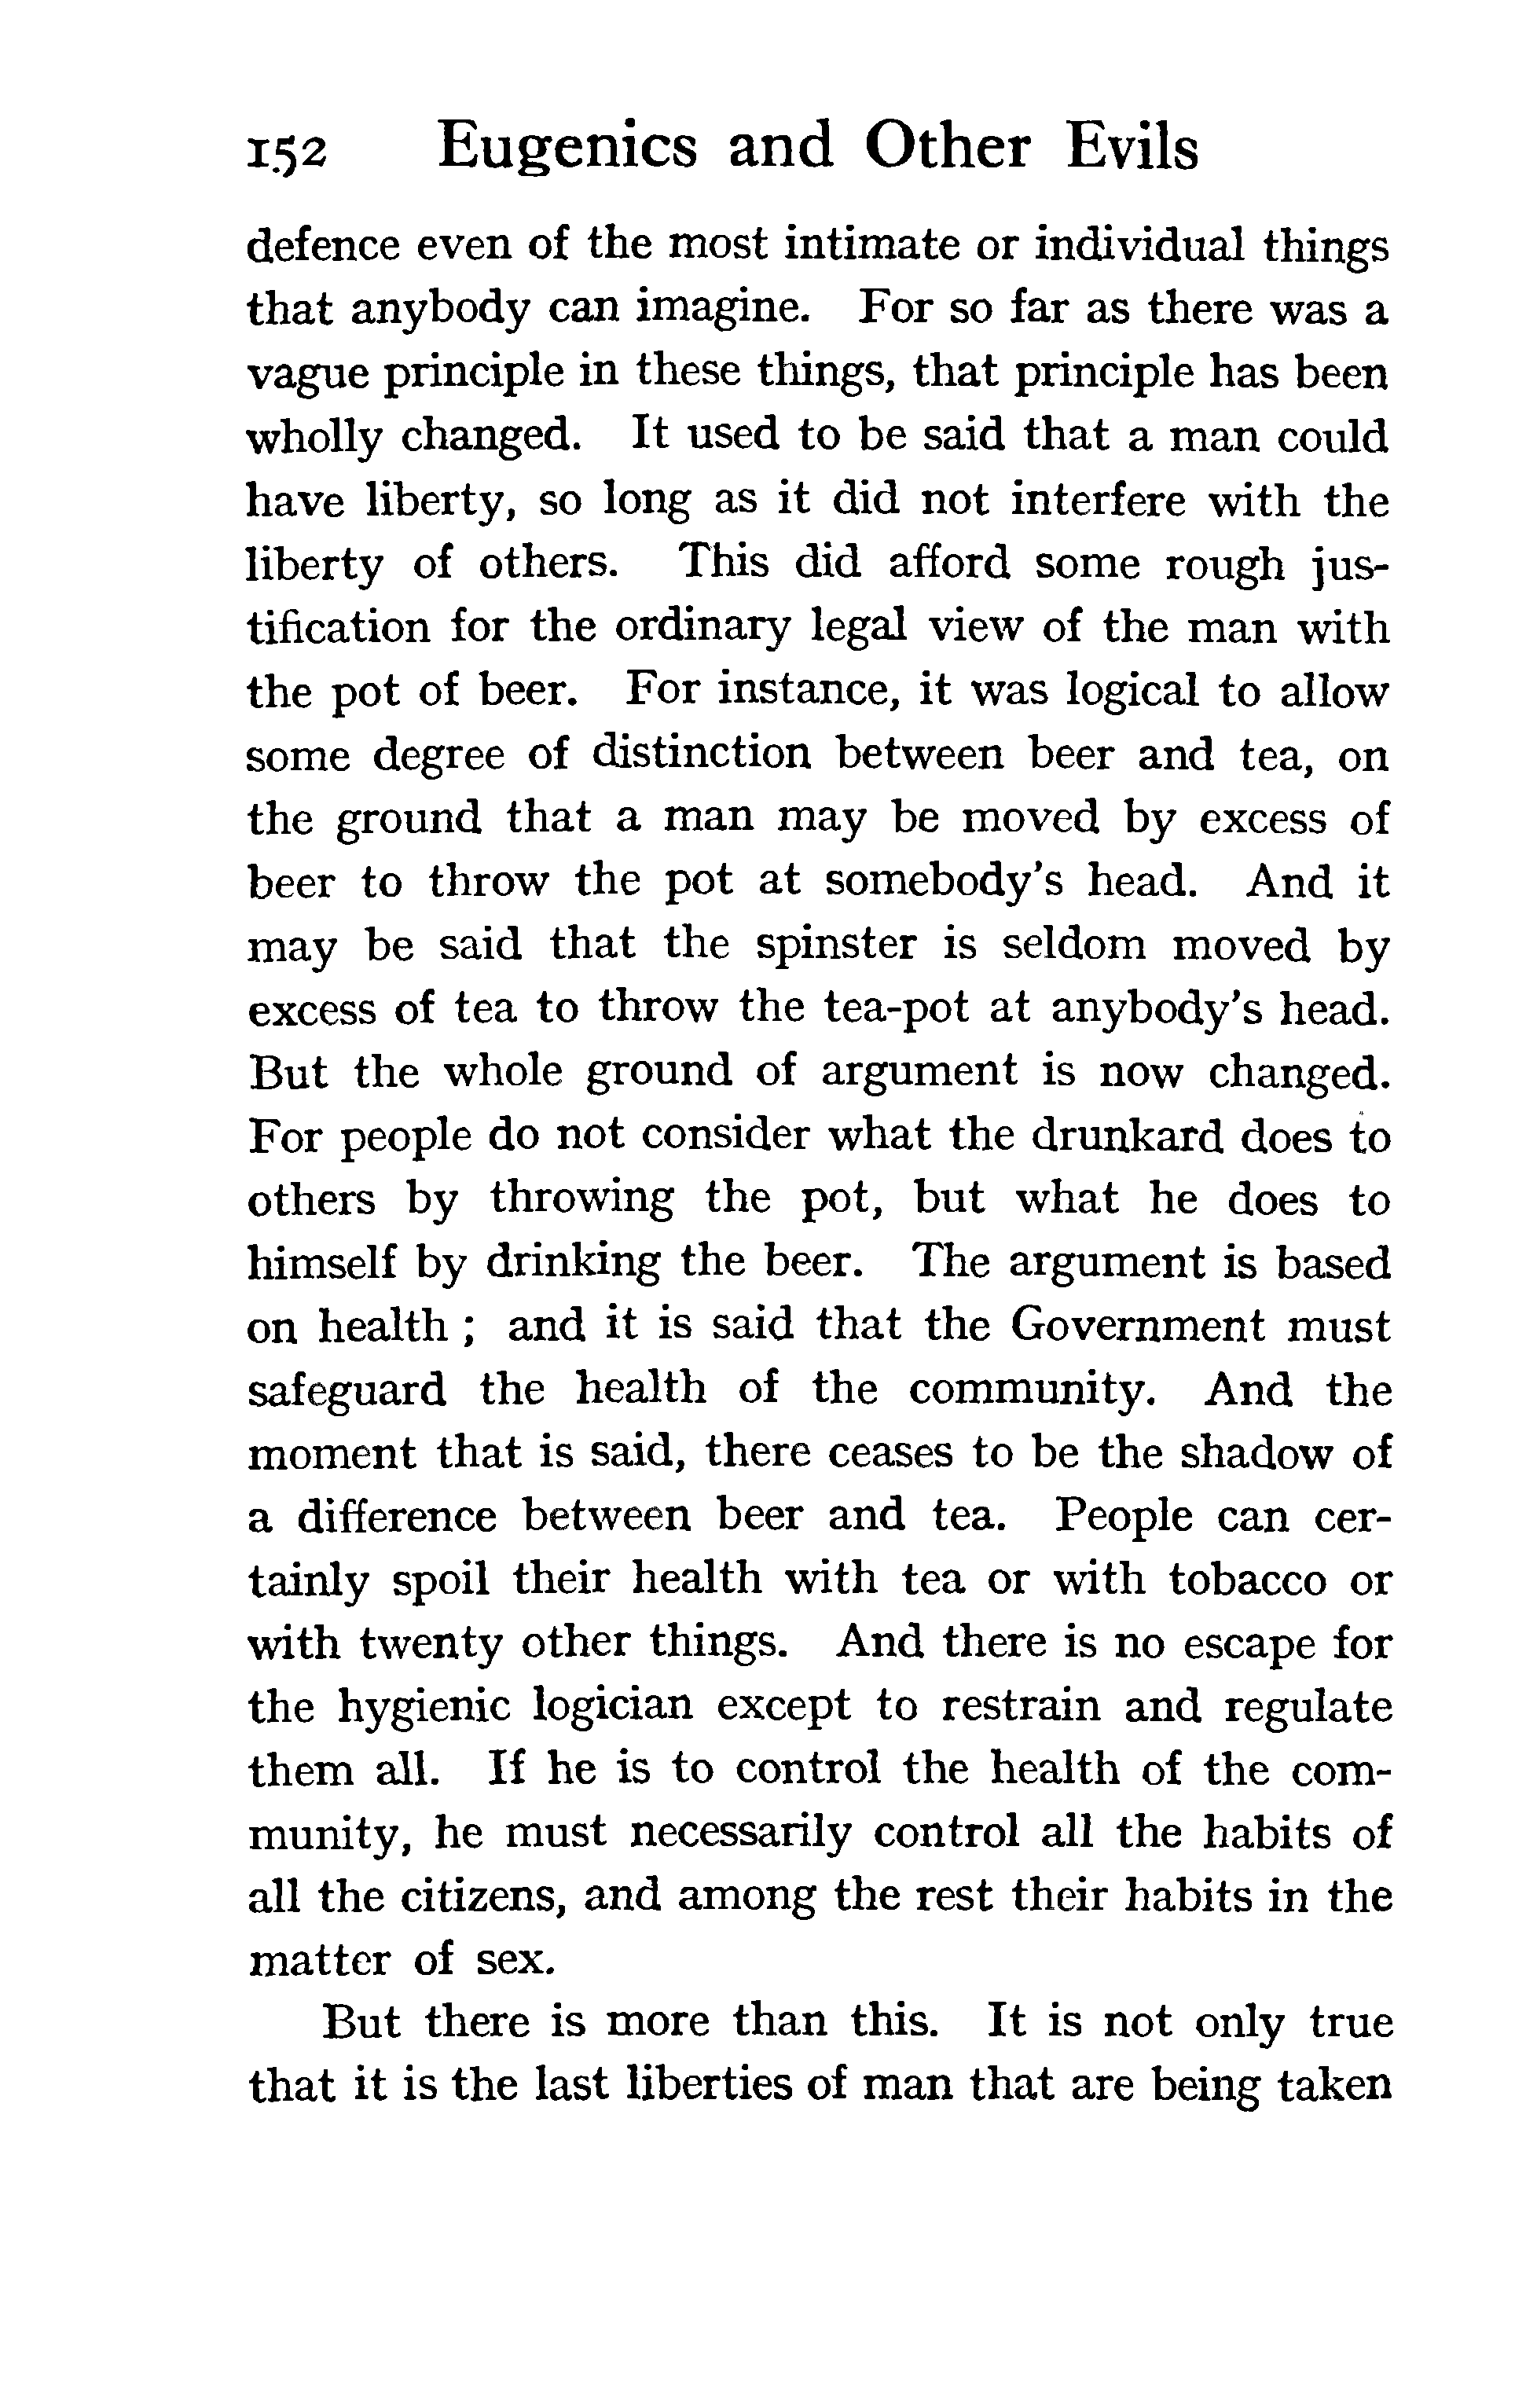 152 Eugenics and Other Evils
defence even of the most intimate or individual things
that anybody can imagine. For so far as there was a
vague principle in these things, that principle has been
wholly changed. It used to be said that a man could
have liberty, so long as it did not interfere with the
liberty of others. This did afford some rough jus-
tification for the ordinary legal view of the man with
the pot of beer. For instance, it was logical to allow
some degree of distinction between beer and tea, on
the ground that a man may be moved by excess of
beer to throw the pot at somebody's head. And it
may be said that the spinster is seldom moved by
excess of tea to throw the tea-pot at anybody's head.
But the whole ground of argument is now changed.
For people do not consider what the drunkard does to
others by throwing the pot, but what he does to
himself by drinking the beer. The argument is based
on health ; and it is said that the Government must
safeguard the health of the community. And the
moment that is said, there ceases to be the shadow of
a difference between beer and tea. People can cer-
tainly spoil their health with tea or with tobacco or
with twenty other things. And there is no escape for
the hygienic logician except to restrain and regulate
them all. If he is to control the health of the com-
munity, he must necessarily control all the habits of
all the citizens, and among the rest their habits in the
matter of sex.
But there is more than this. It is not only true
that it is the last liberties of man that are being taken